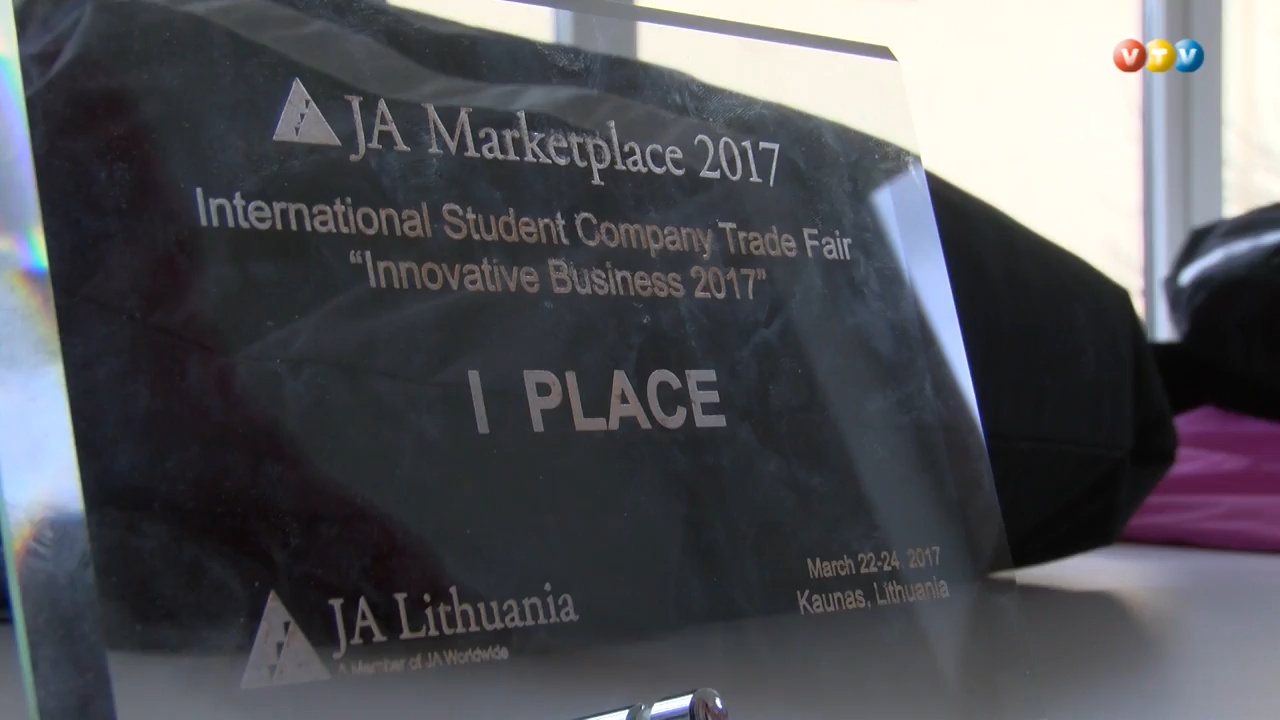 VTV
JA Marketplace 2017
International Student Company Trade Fair
“Innovative Business 2017”
I PLACE
March 22-24, 2017
Kaunas, Lithuania
JA Lithuania
A Member of JA Worldwide